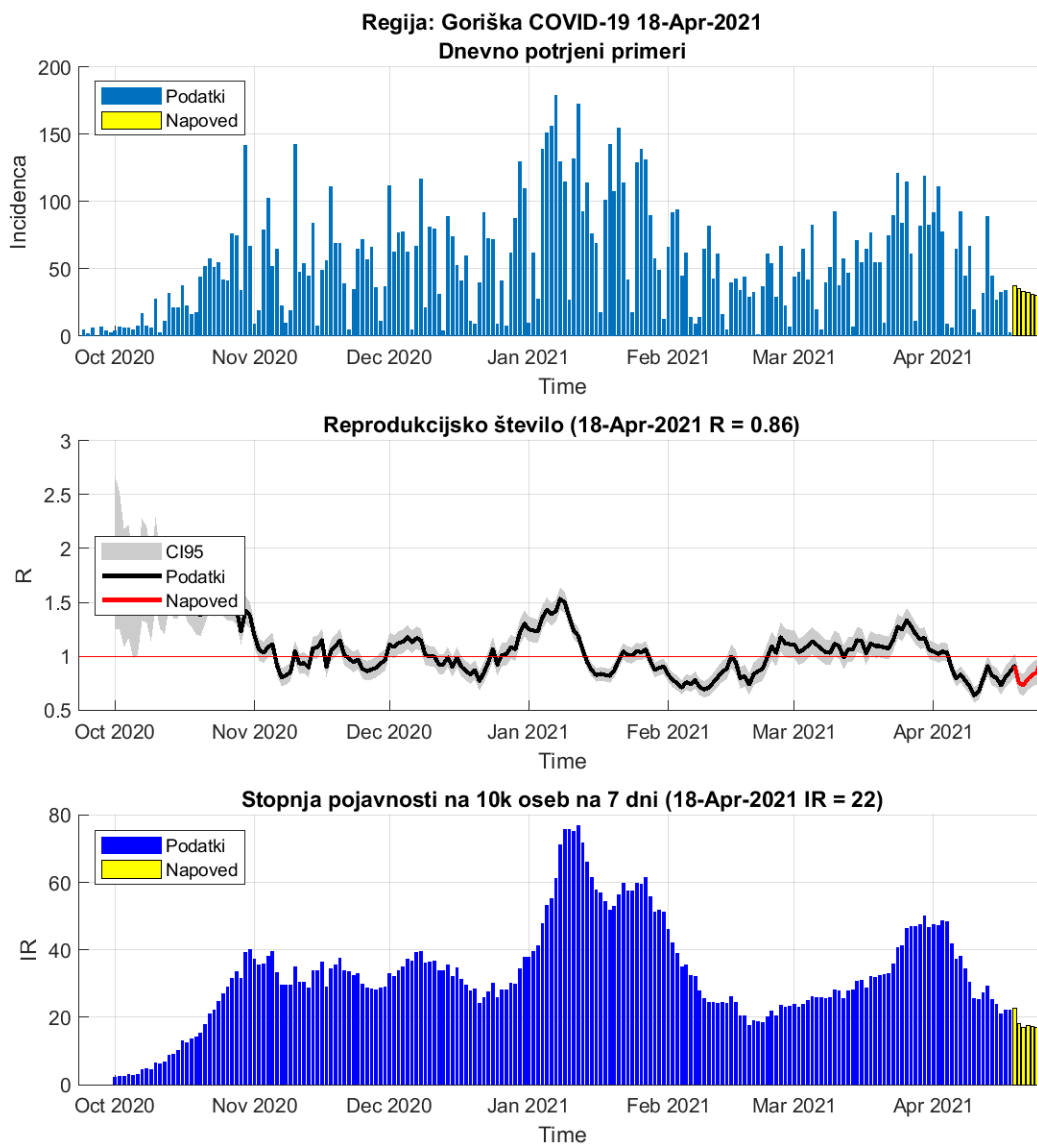 Regija: Goriška COVID-19 18-Apr-2021
Dnevno potrjeni primeri
200
150
100
50
0
Incidenca
Podatki
Napoved
Oct 2020 Nov 2020 Dec 2020 Jan 2021 Feb 2021 Mar 2021 Apr 2021
Time
Reprodukcijsko število (18-Apr-2021 R = 0.86)
3
2.5
2
1.5
1
0.5
R
CI95
Podatki
Napoved
Oct 2020 Nov 2020 Dec 2020 Jan 2021 Feb 2021 Mar 2021 Apr 2021
Time
Stopnja pojavnosti na 10k oseb na 7 dni (18-Apr-2021 IR = 22)
80
60
40
20
0
IR
Podatki
Napoved
Oct 2020 Nov 2020 Dec 2020 Jan 2021 Feb 2021 Mar 2021 Apr 2021
Time